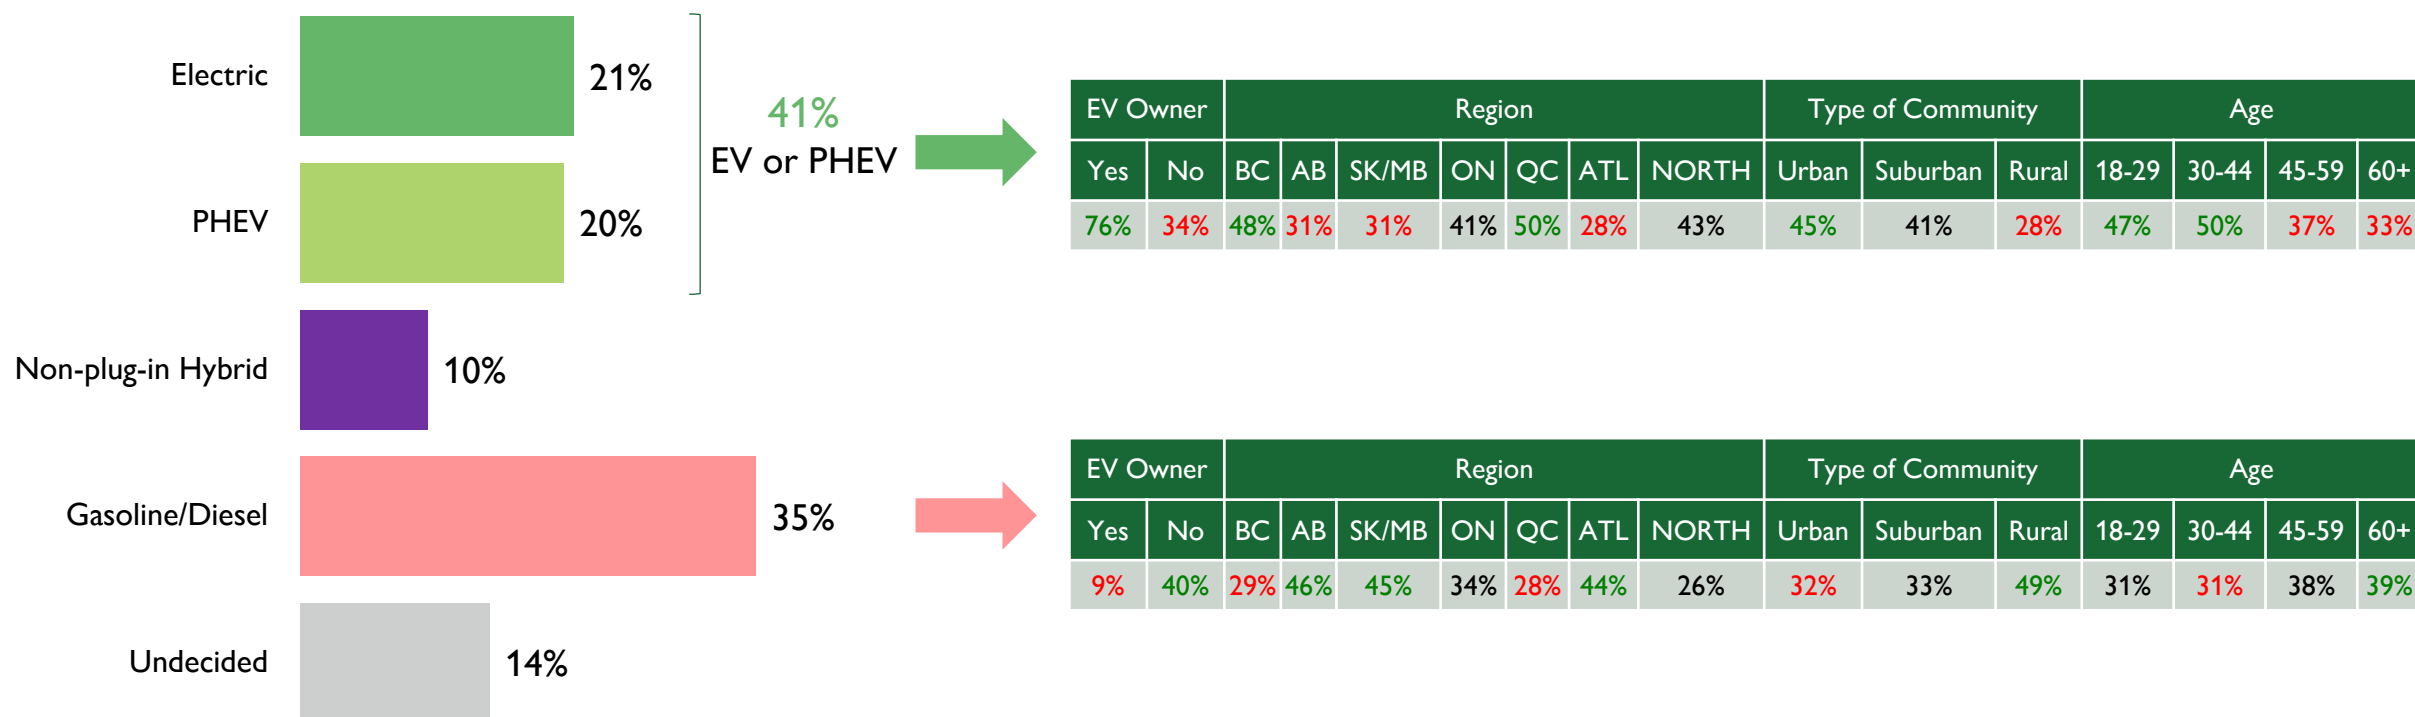 Electric 21%
PHEV 20%
41%
EV or PHEV
Non-plug-in Hybrid 10%
Gasoline/Diesel 35%
Undecided 14%
EV Owner Region Type of Community Age
Yes No BC AB SK/MB ON QC ATL NORTH Urban Suburban Rural 18-29 30-44 45-59 60+
76% 34% 48% 31% 31% 41% 50% 28% 43% 45% 41% 28% 47% 50% 37% 33%
EV Owner Region Type of Community Age
Yes No BC AB SK/MB ON QC ATL NORTH Urban Suburban Rural 18-29 30-44 45-59 60+
9% 40% 29% 46% 45% 34% 28% 44% 26% 32% 33% 49% 31% 31% 38% 39%